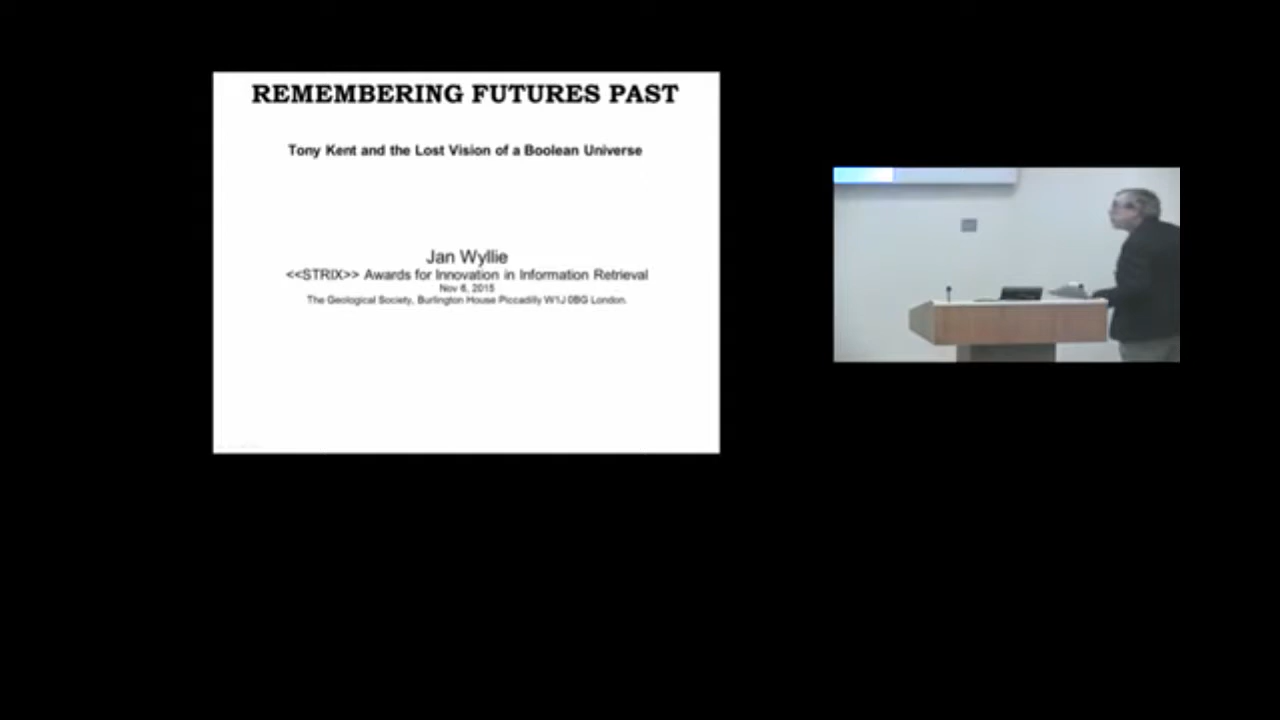 REMEMBERING FUTURES PAST
Tony Kent and the Lost Vision of a Boolean Universe
Jan Wyllie
<<STRIX>> Awards for Innovation in Information Retrieval
Nov 6, 2015
The Geological Society, Burlington House Piccadilly W1J 0BG London.